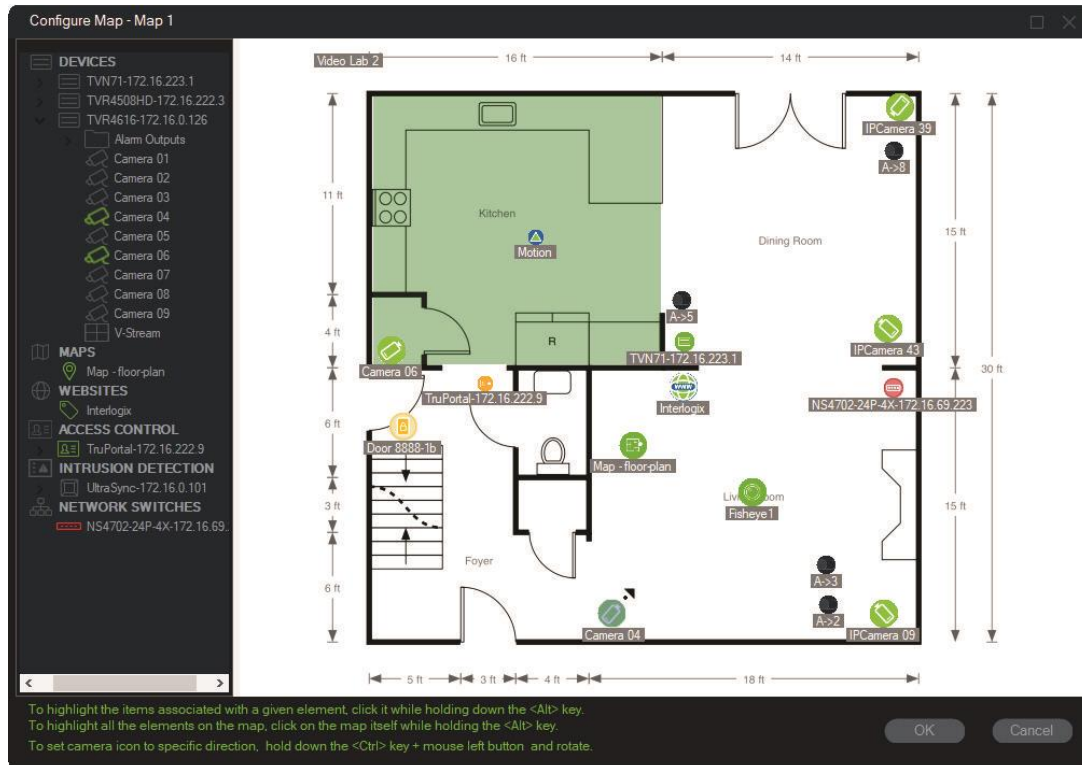 Configure Map - Map 1
DEVICES
TVN71-172.16.223.1
TVR4508HD-172.16.222.3
TVR4616-172.16.0.126
Alarm Outputs
Camera 01
Camera 02
Camera 03
Camera 04
Camera 05
Camera 06
Camera 07
Camera 08
Camera 09
V-Stream
MAPS
Map - floor-plan
WEBSITES
Interlogix
ACCESS CONTROL
TruPortal-172.16.222.9
INTRUSION DETECTION
UltraSync-172.16.0.101
NETWORK SWITCHES
NS4702-24P-4X-172.16.69.
Video Lab 2
16 ft
14 ft
IPCamera 39
A->8
11 ft
Kitchen
Motion
Dining Room
15 ft
A->5
4 ft
R
TVN71-172.16.223.1
IPCamera 43
Camera 06
30 ft
TruPortal-172.16.222.9
www
Interlogix
NS4702-24P-4X-172.16.69.223
6 ft
Door 8888-1b
Map - floor-plan
Living Room
Fisheye 1
3 ft
15 ft
Foyer
A->3
6 ft
A->2
Camera 04
IPCamera 09
5 ft
3 ft
4 ft
18 ft
To highlight the items associated with a given element, click it while holding down the <Alt> key.
To highlight all the elements on the map, click on the map itself while holding the <Alt> key.
To set camera icon to specific direction, hold down the <Ctrl> key + mouse left button and rotate.
OK
Cancel